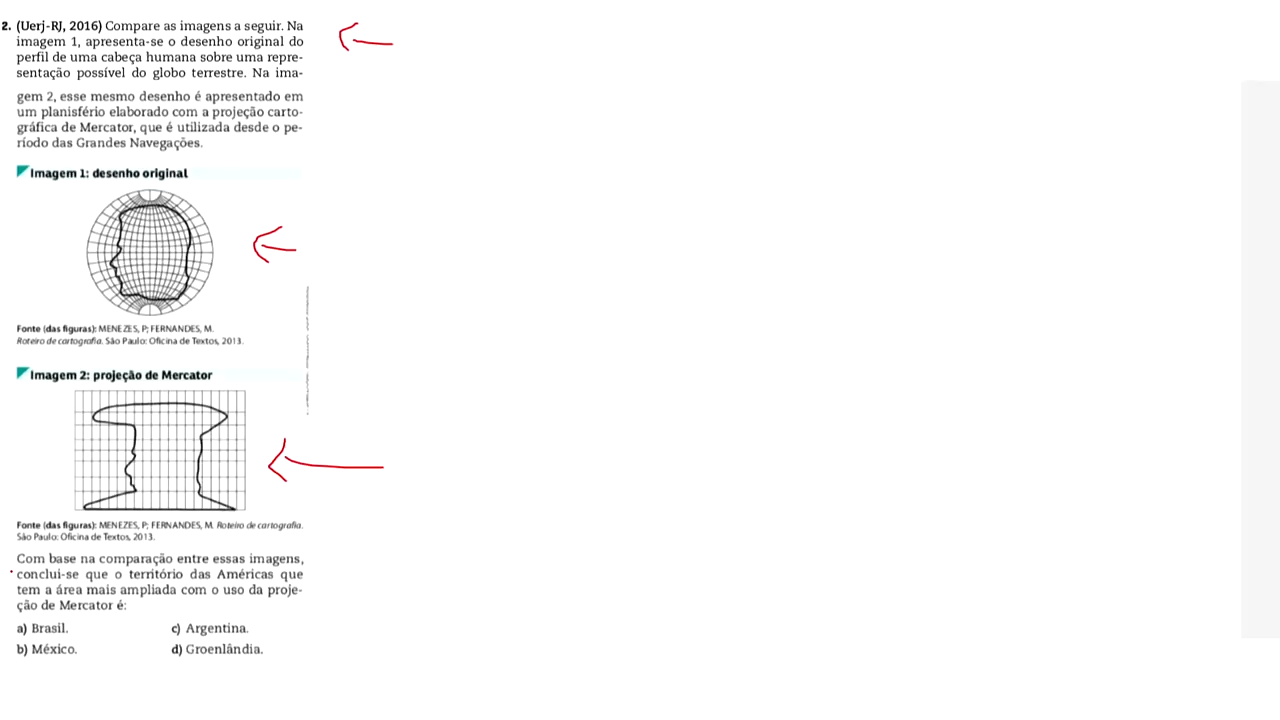 2. (Uerj-RJ, 2016) Compare as imagens a seguir. Na
imagem 1, apresenta-se o desenho original do
perfil de uma cabeça humana sobre uma repre-
sentação possível do globo terrestre. Na ima-
gem 2, esse mesmo desenho é apresentado em
um planisfério elaborado com a projeção carto-
gráfica de Mercator, que é utilizada desde o pe-
ríodo das Grandes Navegações.
Imagem 1: desenho original
Fonte (das figuras): MENEZES, P.; FERNANDES, M.
Roteiro de cartografia. São Paulo: Oficina de Textos, 2013.
Imagem 2: projeção de Mercator
Fonte (das figuras): MENEZES, P.; FERNANDES, M. Roteiro de cartografia.
São Paulo: Oficina de Textos, 2013.
Com base na comparação entre essas imagens,
conclui-se que o território das Américas que
tem a área mais ampliada com o uso da proje-
ção de Mercator é:
a) Brasil.
b) México.
c) Argentina.
d) Groenlândia.